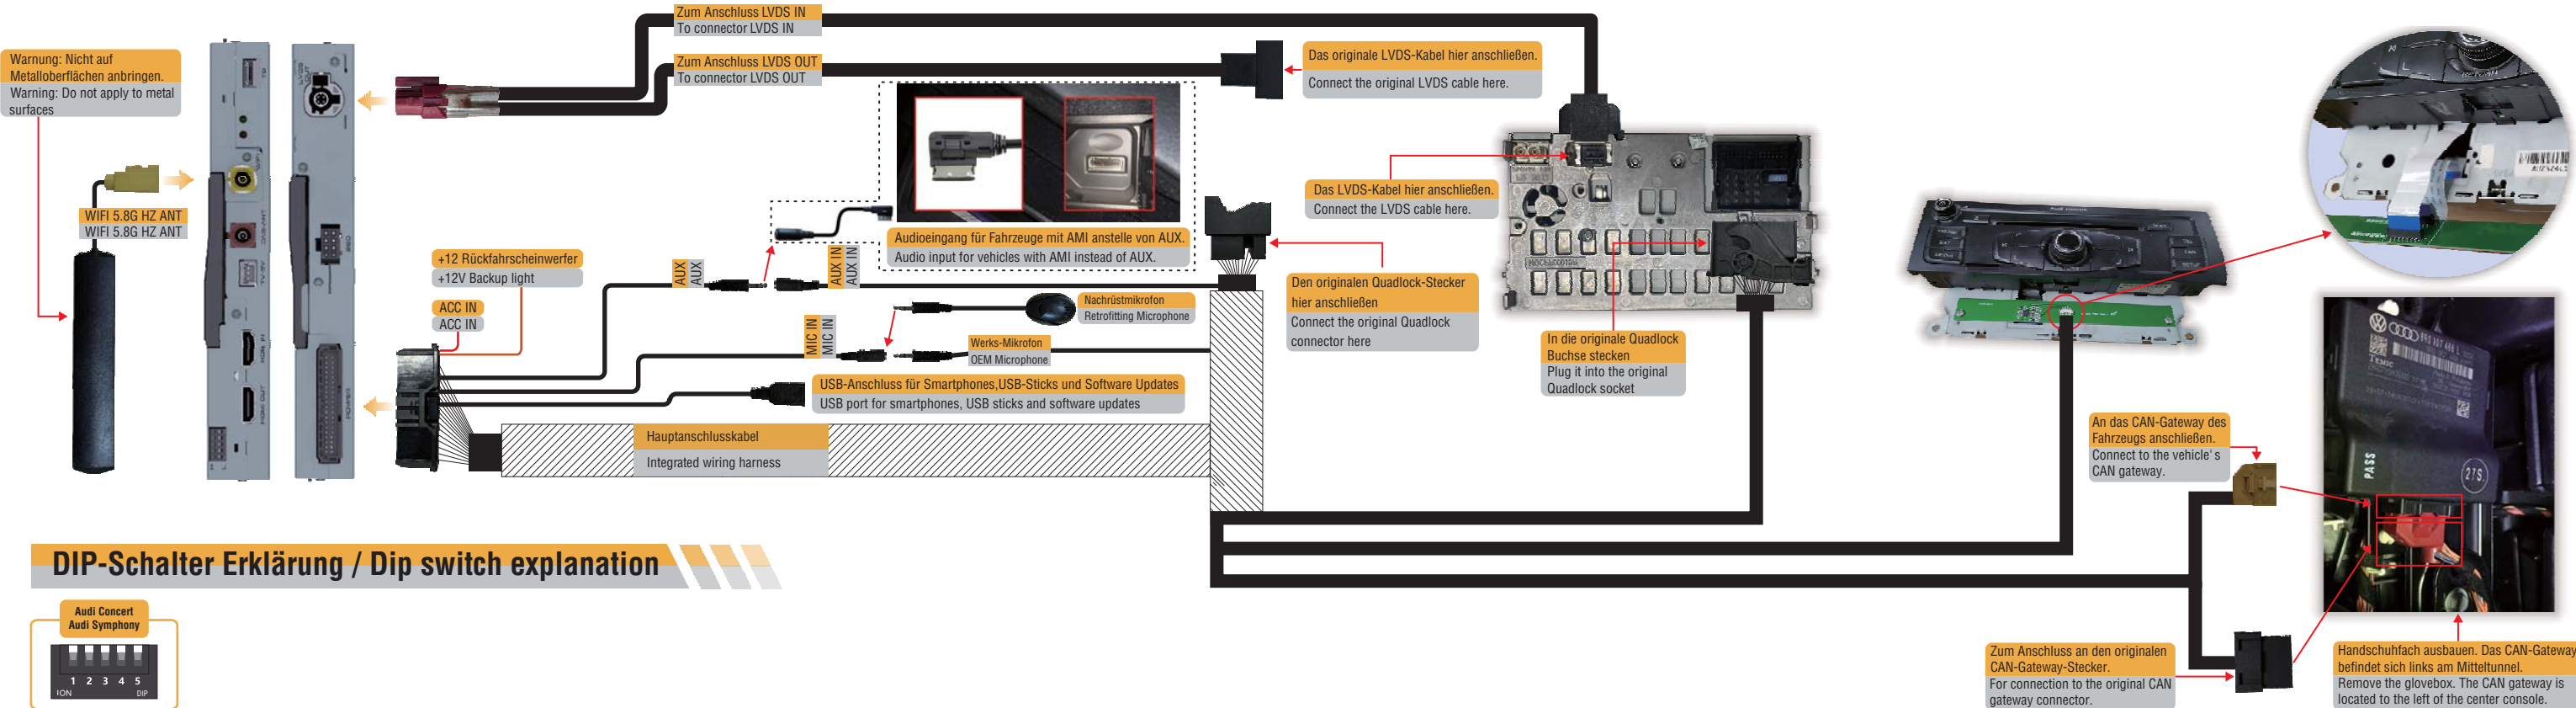 Zum Anschluss LVDS IN
To connector LVDS IN
Zum Anschluss LVDS OUT
To connector LVDS OUT
Warnung: Nicht auf
Metalloberflächen anbringen.
Warning: Do not apply to metal
surfaces
Das originale LVDS-Kabel hier anschließen.
Connect the original LVDS cable here.
WIFI 5.8G HZ ANT
WIFI 5.8G HZ ANT
Das LVDS-Kabel hier anschließen.
Connect the LVDS cable here.
Audioeingang für Fahrzeuge mit AMI anstelle von AUX.
Audio input for vehicles with AMI instead of AUX.
+12 Rückfahrscheinwerfer
+12V Backup light
ACC IN
ACC IN
AUX
AUX
AUX IN
AUX IN
Nachrüstmikrofon
Retrofitting Microphone
MIC IN
MIC IN
Werks-Mikrofon
OEM Microphone
Den originalen Quadlock-Stecker
hier anschließen
Connect the original Quadlock
connector here
In die originale Quadlock
Buchse stecken
Plug it into the original
Quadlock socket
USB-Anschluss für Smartphones,USB-Sticks und Software Updates
USB port for smartphones, USB sticks and software updates
Hauptanschlusskabel
Integrated wiring harness
An das CAN-Gateway des
Fahrzeugs anschließen.
Connect to the vehicle's
CAN gateway.
PASS
27S
HDMI OUT
LVDS OUT
DIP-Schalter Erklärung / Dip switch explanation
Audi Concert
Audi Symphony
1 2 3 4 5
ON DIP
Zum Anschluss an den originalen
CAN-Gateway-Stecker.
For connection to the original CAN
gateway connector.
Handschuhfach ausbauen. Das CAN-Gateway
befindet sich links am Mitteltunnel.
Remove the glovebox. The CAN gateway is
located to the left of the center console.